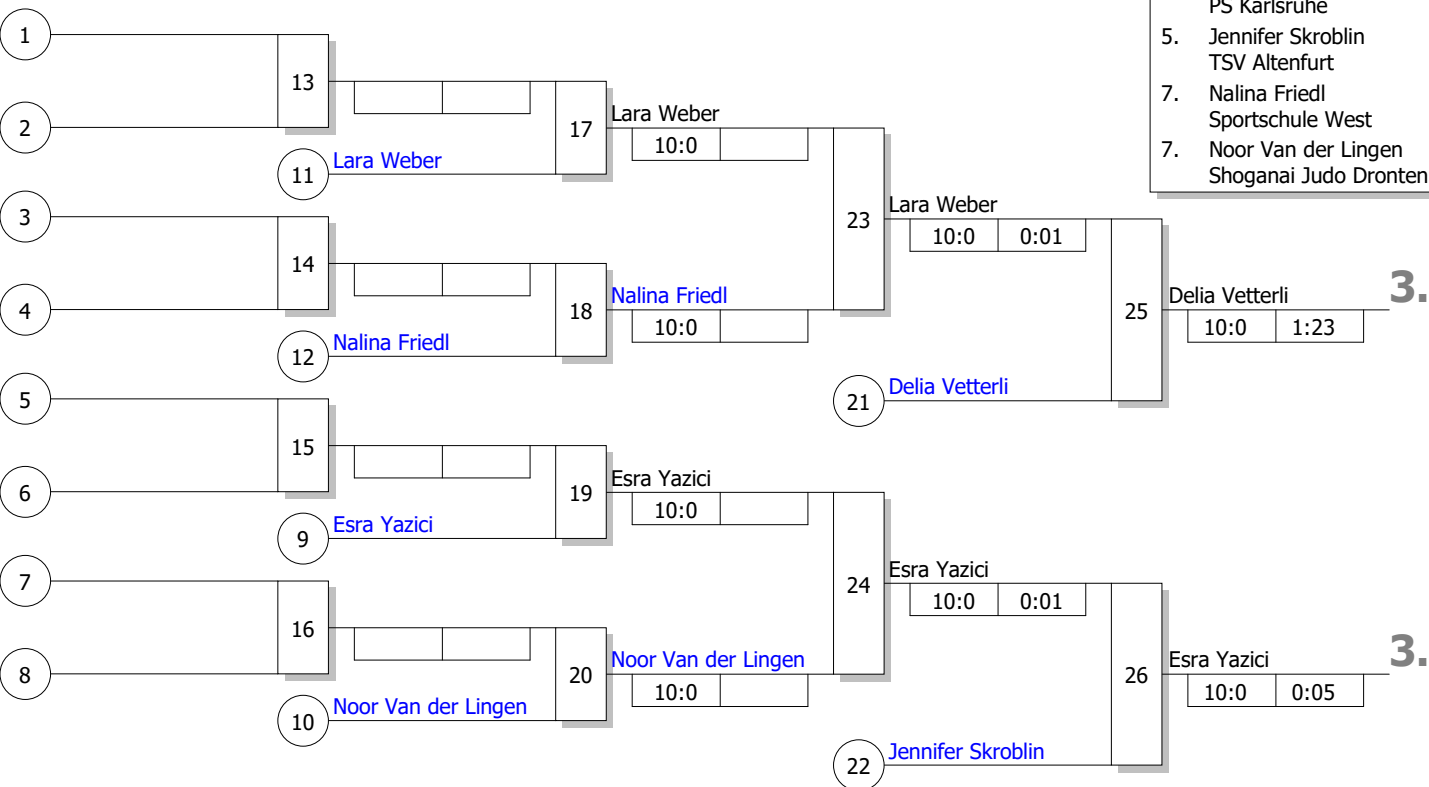 PS Karlsruhe
5. Jennifer Skroblin
TSV Altenfurt
7. Nalina Friedl
Sportschule West
7. Noor Van der Lingen
Shoganai Judo Dronten
1
13
2
17
Lara Weber
10:0
11
Lara Weber
3
23
Lara Weber
10:0 0:01
14
4
18
Nalina Friedl
10:0
12
Nalina Friedl
25
Delia Vetterli
3.
10:0 1:23
5
21
Delia Vetterli
15
6
19
Esra Yazici
10:0
9
Esra Yazici
7
24
Esra Yazici
10:0 0:01
16
8
20
Noor Van der Lingen
10:0
10
Noor Van der Lingen
26
Esra Yazici
3.
10:0 0:05
22
Jennifer Skroblin